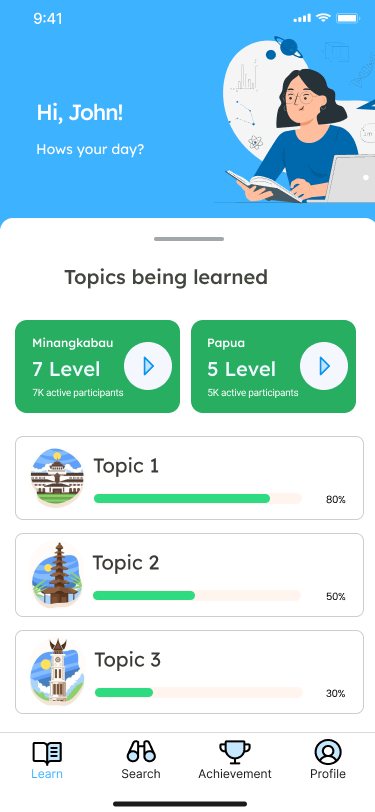 9:41
Hi, John!
Hows your day?
Topics being learned
Minangkabau
7 Level
7K active participants
Papua
5 Level
5K active participants
Topic 1
80%
Topic 2
50%
Topic 3
30%
Learn
Search
Achievement
Profile